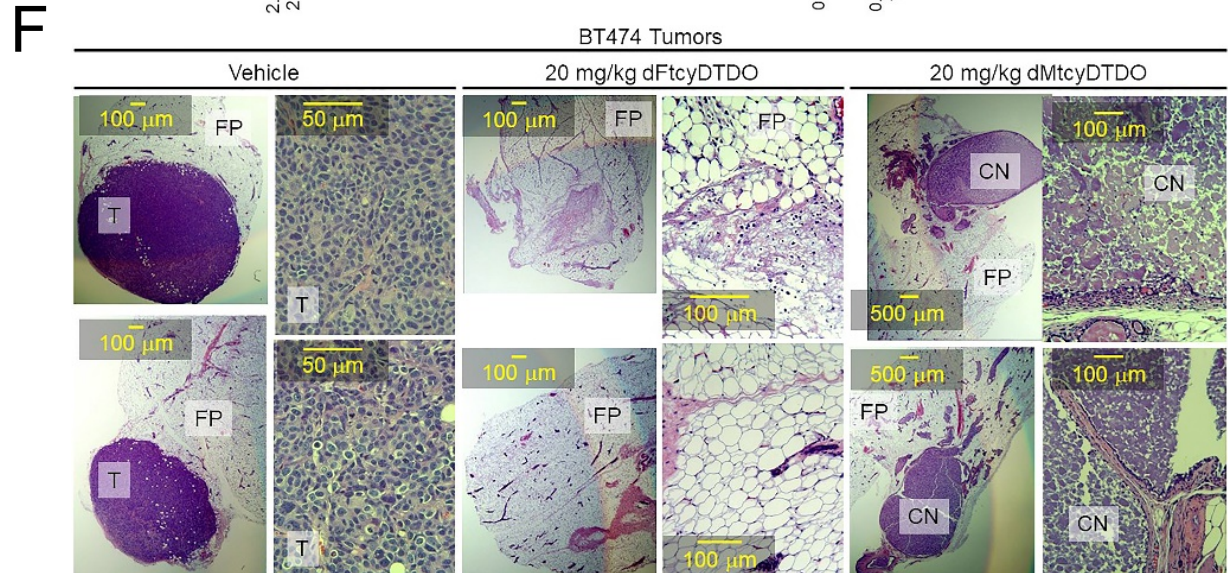 F
BT474 Tumors
Vehicle
20 mg/kg dFtcyDTDO
20 mg/kg dMtcyDTDO
100 µm
FP
T
50 µm
T
100 µm
FP
FP
100 µm
500 µm
CN
FP
100 µm
CN
100 µm
FP
T
50 µm
T
100 µm
FP
100 µm
500 µm
FP
CN
100 µm
CN